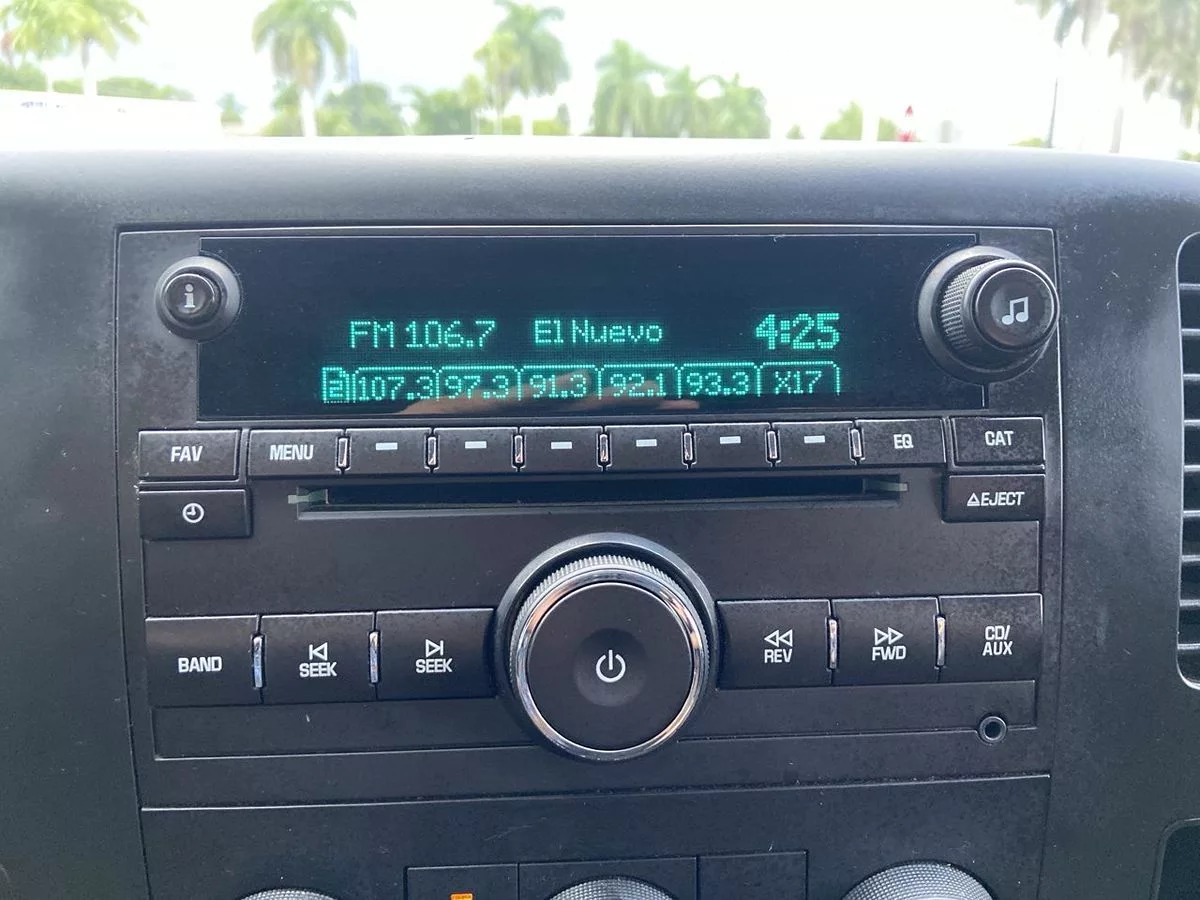 FM 106.7 El Nuevo 4:25
2 107.3 97.3 91.3 92.1 93.3 X17
FAV MENU EQ CAT
EJECT
BAND SEEK SEEK REV FWD CD/
AUX